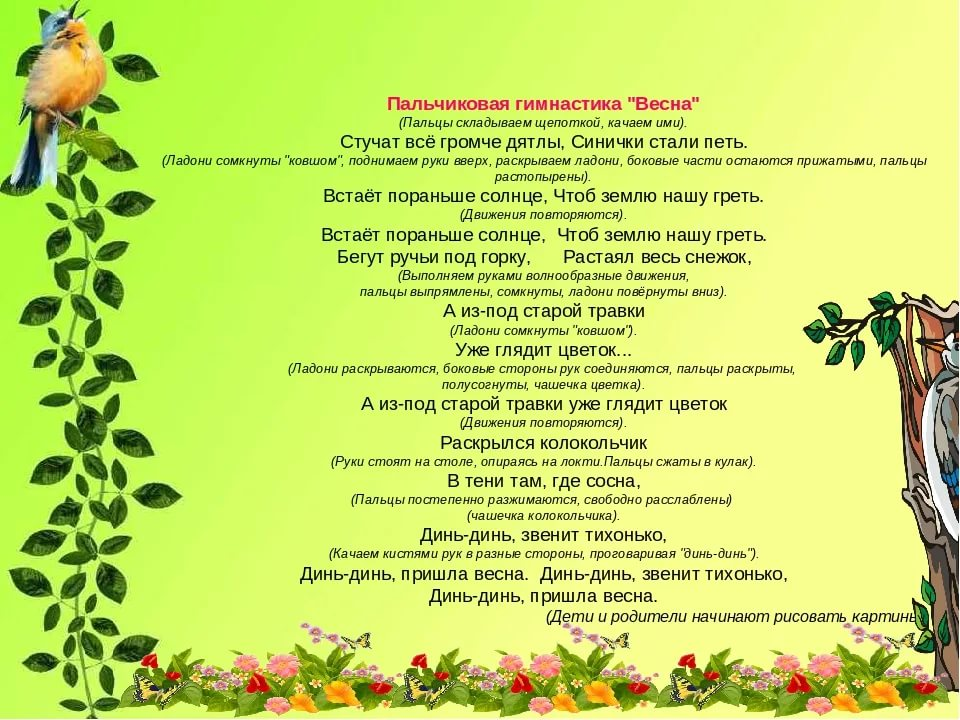 Пальчиковая гимнастика "Весна"
(Пальцы складываем щепоткой, качаем ими).
Стучат всё громче дятлы, Синички стали петь.
(Ладони сомкнуты "ковшом", поднимаем руки вверх, раскрываем ладони, боковые части остаются прижатыми, пальцы
растопырены).
Встаёт пораньше солнце, Чтоб землю нашу греть.
(Движения повторяются).
Встаёт пораньше солнце, Чтоб землю нашу греть.
Бегут ручьи под горку, Растаял весь снежок,
(Выполняем руками волнообразные движения,
пальцы выпрямлены, сомкнуты, ладони повёрнуты вниз).
А из-под старой травки
(Ладони сомкнуты "ковшом").
Уже глядит цветок...
(Ладони раскрываются, боковые стороны рук соединяются, пальцы раскрыты,
полусогнуты, чашечка цветка).
А из-под старой травки уже глядит цветок
(Движения повторяются).
Раскрылся колокольчик
(Руки стоят на столе, опираясь на локти.Пальцы сжаты в кулак).
В тени там, где сосна,
(Пальцы постепенно разжимаются, свободно расслаблены)
(чашечка колокольчика).
Динь-динь, звенит тихонько,
(Качаем кистями рук в разные стороны, проговаривая "динь-динь").
Динь-динь, пришла весна. Динь-динь, звенит тихонько,
Динь-динь, пришла весна.
(Дети и родители начинают рисовать